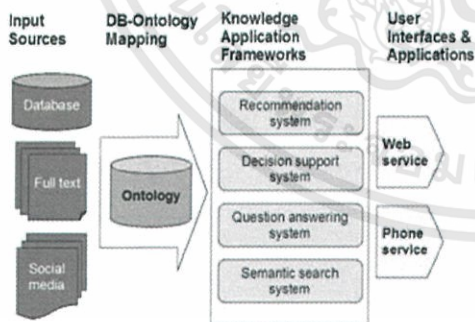 Input
Sources
DB-Ontology
Mapping
Knowledge
Application
Frameworks
User
Interfaces &
Applications
Database
Full text
Social
media
Ontology
Recommendation
system
Decision support
system
Question answering
system
Semantic search
system
Web
service
Phone
service